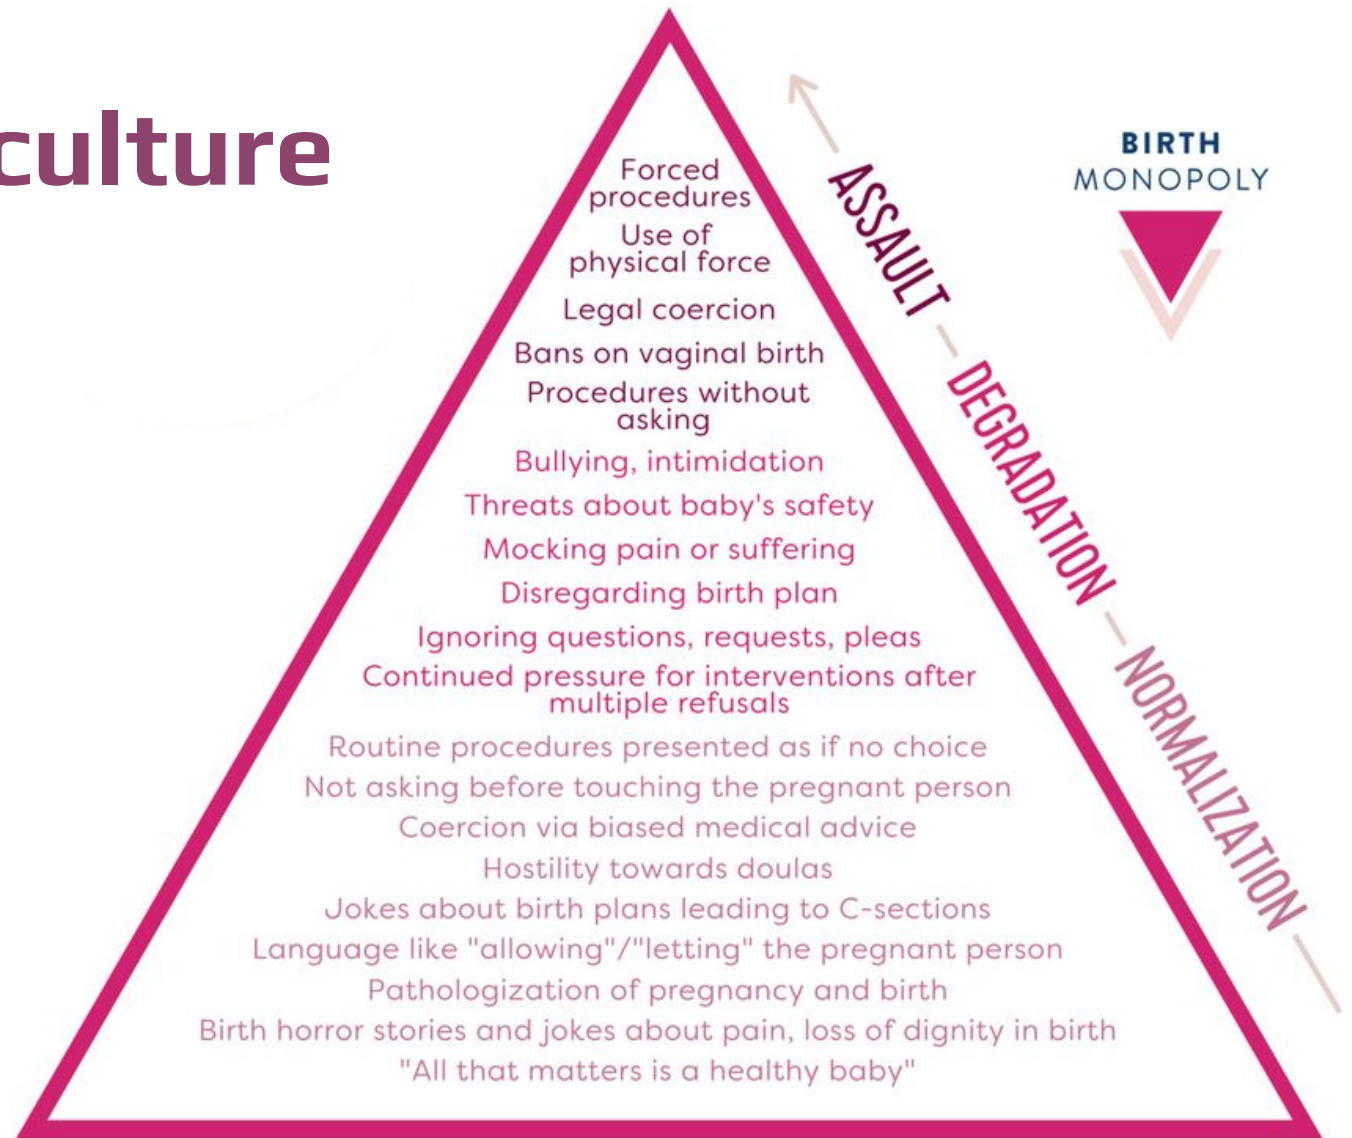 culture
BIRTH
MONOPOLY
Forced
procedures
Use of
physical force
Legal coercion
Bans on vaginal birth
Procedures without
asking
Bullying, intimidation
Threats about baby's safety
Mocking pain or suffering
Disregarding birth plan
Ignoring questions, requests, pleas
Continued pressure for interventions after
multiple refusals
Routine procedures presented as if no choice
Not asking before touching the pregnant person
Coercion via biased medical advice
Hostility towards doulas
Jokes about birth plans leading to C-sections
Language like "allowing"/"letting" the pregnant person
Pathologization of pregnancy and birth
Birth horror stories and jokes about pain, loss of dignity in birth
"All that matters is a healthy baby"
ASSAULT
DEGRADATION
NORMALIZATION